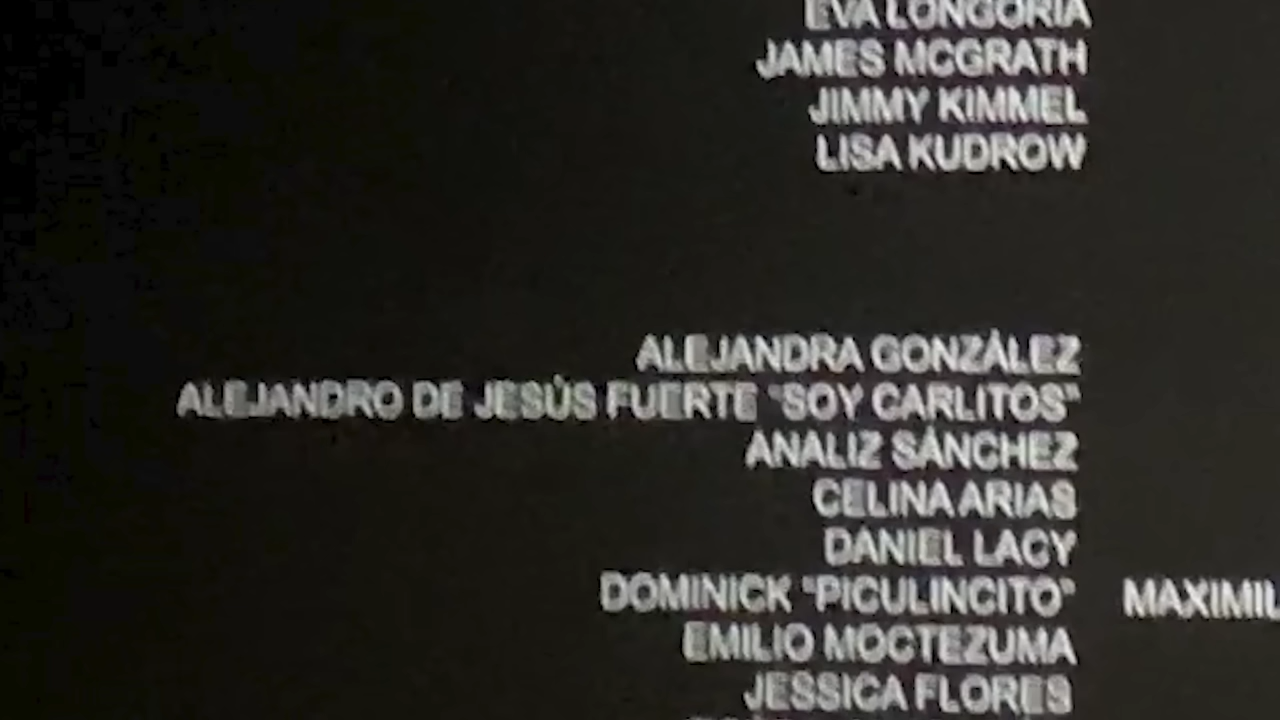 EVA LONGORIA
JAMES MCGRATH
JIMMY KIMMEL
LISA KUDROW
ALEJANDRA GONZÁLEZ
ALEJANDRO DE JESÚS FUERTE "SOY CARLITOS"
ANALIZ SÁNCHEZ
CELINA ARIAS
DANIEL LACY
DOMINICK "PICULINCITO" MAXIMIL
EMILIO MOCTEZUMA
JESSICA FLORES